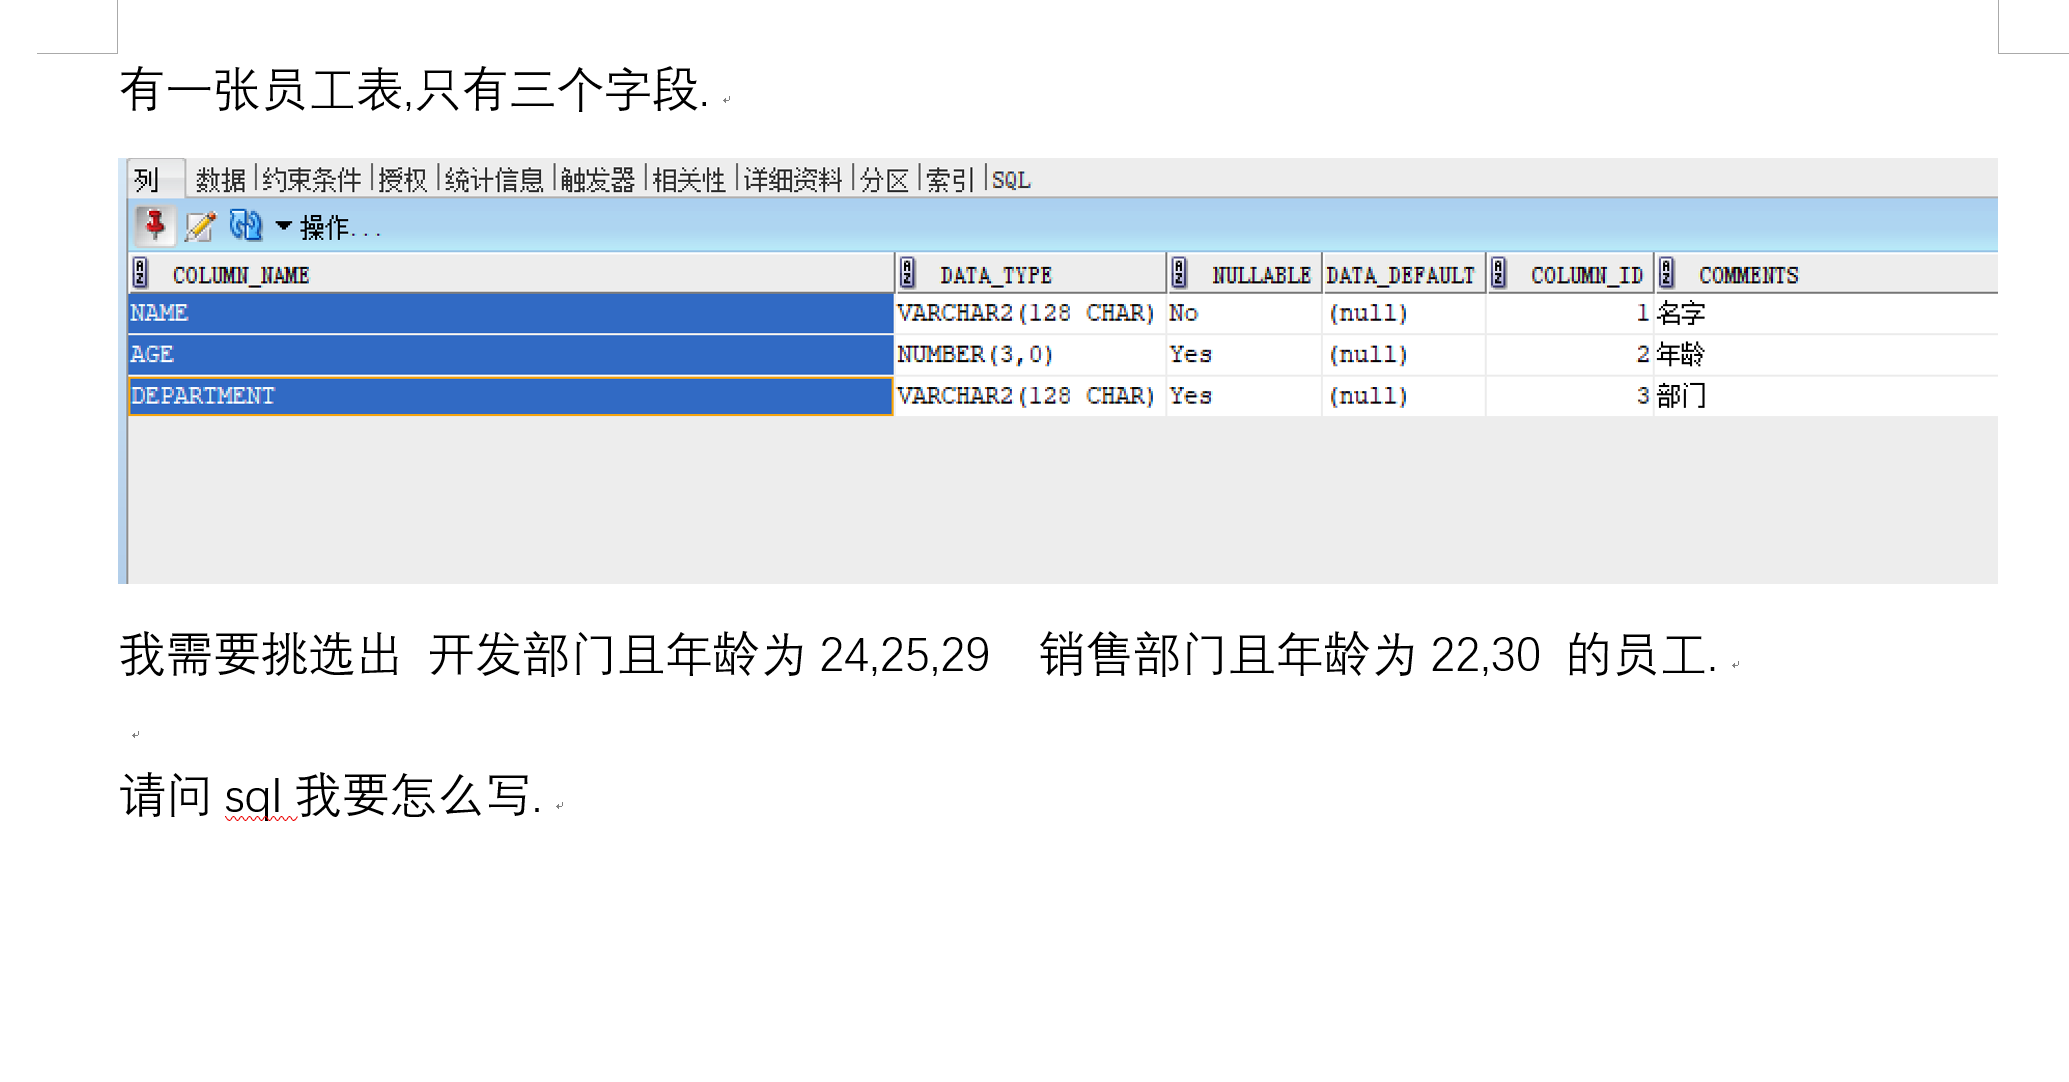 有一张员工表,只有三个字段.
列 数据 约束条件 授权 统计信息 触发器 相关性 详细资料 分区 索引 SQL
操作...
COLUMN_NAME DATA_TYPE NULLABLE DATA_DEFAULT COLUMN_ID COMMENTS
NAME VARCHAR2(128 CHAR) No (null) 1 名字
AGE NUMBER(3,0) Yes (null) 2 年龄
DEPARTMENT VARCHAR2(128 CHAR) Yes (null) 3 部门
我需要挑选出 开发部门且年龄为 24,25,29 销售部门且年龄为 22,30 的员工.
请问 sql 我要怎么写.